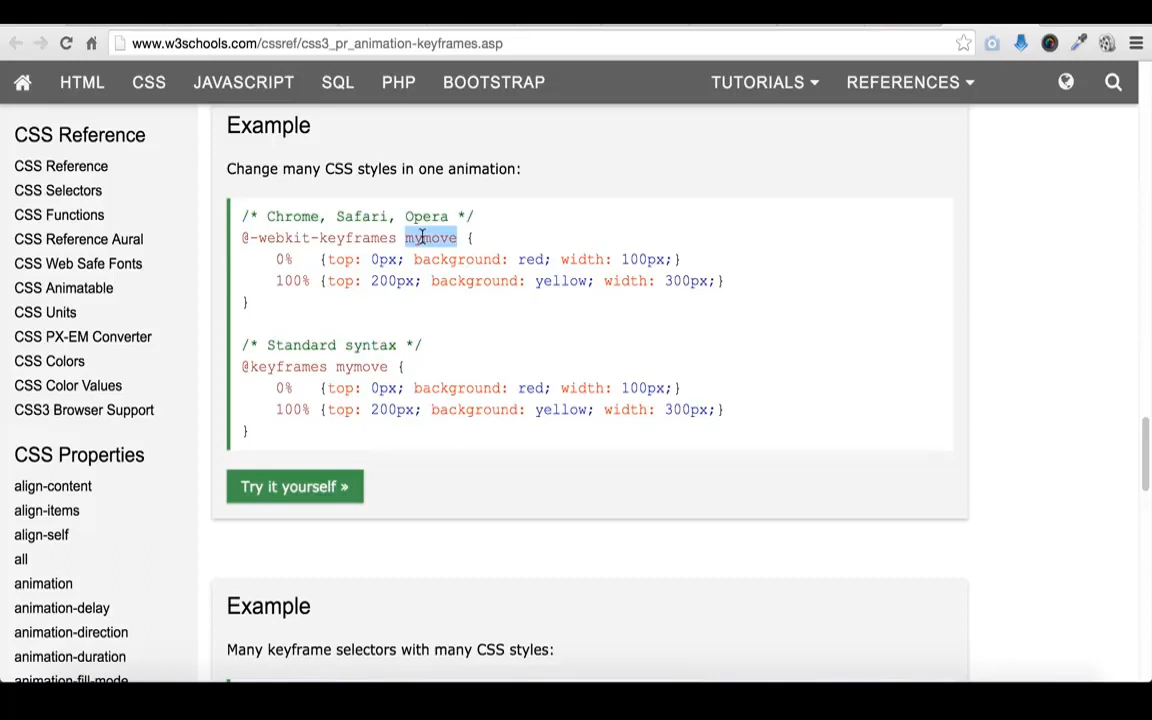 www.w3schools.com/cssref/css3_pr_animation-keyframes.asp
HTML CSS JAVASCRIPT SQL PHP BOOTSTRAP TUTORIALS REFERENCES
CSS Reference
CSS Reference
CSS Selectors
CSS Functions
CSS Reference Aural
CSS Web Safe Fonts
CSS Animatable
CSS Units
CSS PX-EM Converter
CSS Colors
CSS Color Values
CSS3 Browser Support
CSS Properties
align-content
align-items
align-self
all
animation
animation-delay
animation-direction
animation-duration
animation-fill-mode
Example
Change many CSS styles in one animation:
/* Chrome, Safari, Opera */
@-webkit-keyframes mymove {
0% {top: 0px; background: red; width: 100px;}
100% {top: 200px; background: yellow; width: 300px;}
}
/* Standard syntax */
@keyframes mymove {
0% {top: 0px; background: red; width: 100px;}
100% {top: 200px; background: yellow; width: 300px;}
}
Try it yourself »
Example
Many keyframe selectors with many CSS styles: